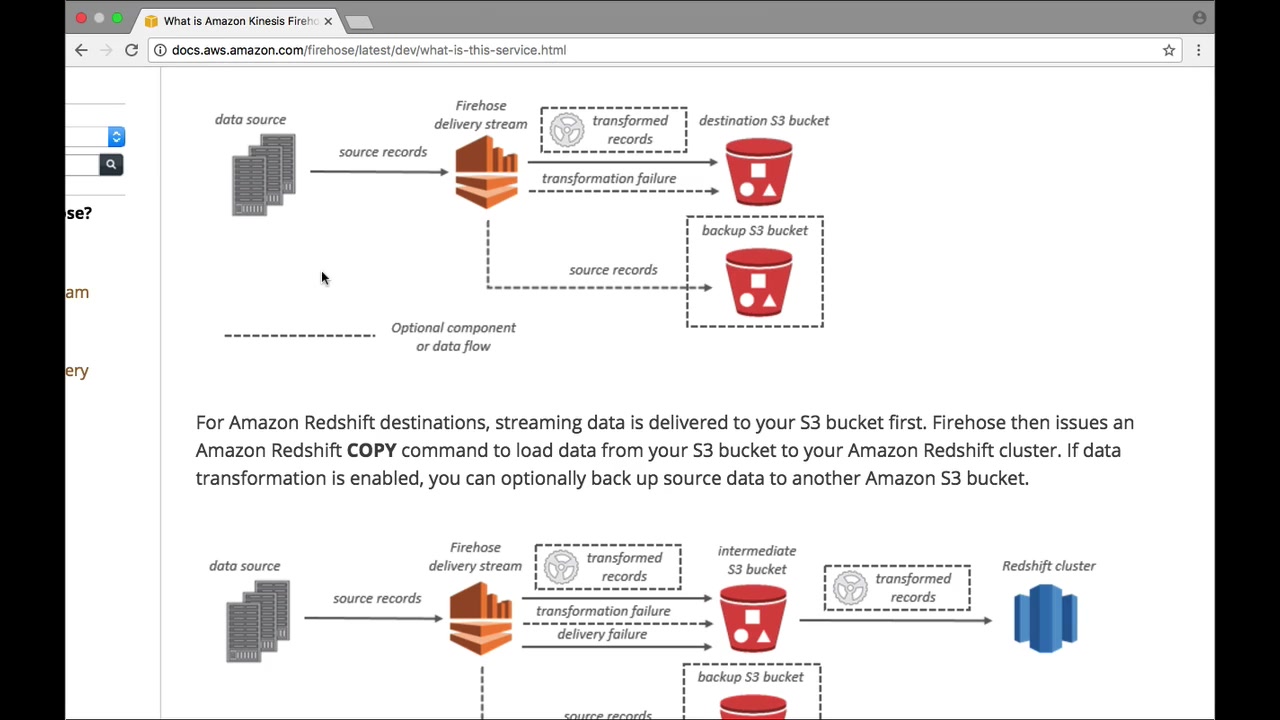 What is Amazon Kinesis Fireho
docs.aws.amazon.com/firehose/latest/dev/what-is-this-service.html
ose?
am
ery
data source
source records
Firehose
delivery stream
transformed
records
transformation failure
destination S3 bucket
backup S3 bucket
source records
Optional component
or data flow
For Amazon Redshift destinations, streaming data is delivered to your S3 bucket first. Firehose then issues an
Amazon Redshift COPY command to load data from your S3 bucket to your Amazon Redshift cluster. If data
transformation is enabled, you can optionally back up source data to another Amazon S3 bucket.
data source
source records
Firehose
delivery stream
transformed
records
transformation failure
delivery failure
intermediate
S3 bucket
transformed
records
Redshift cluster
backup S3 bucket
source records